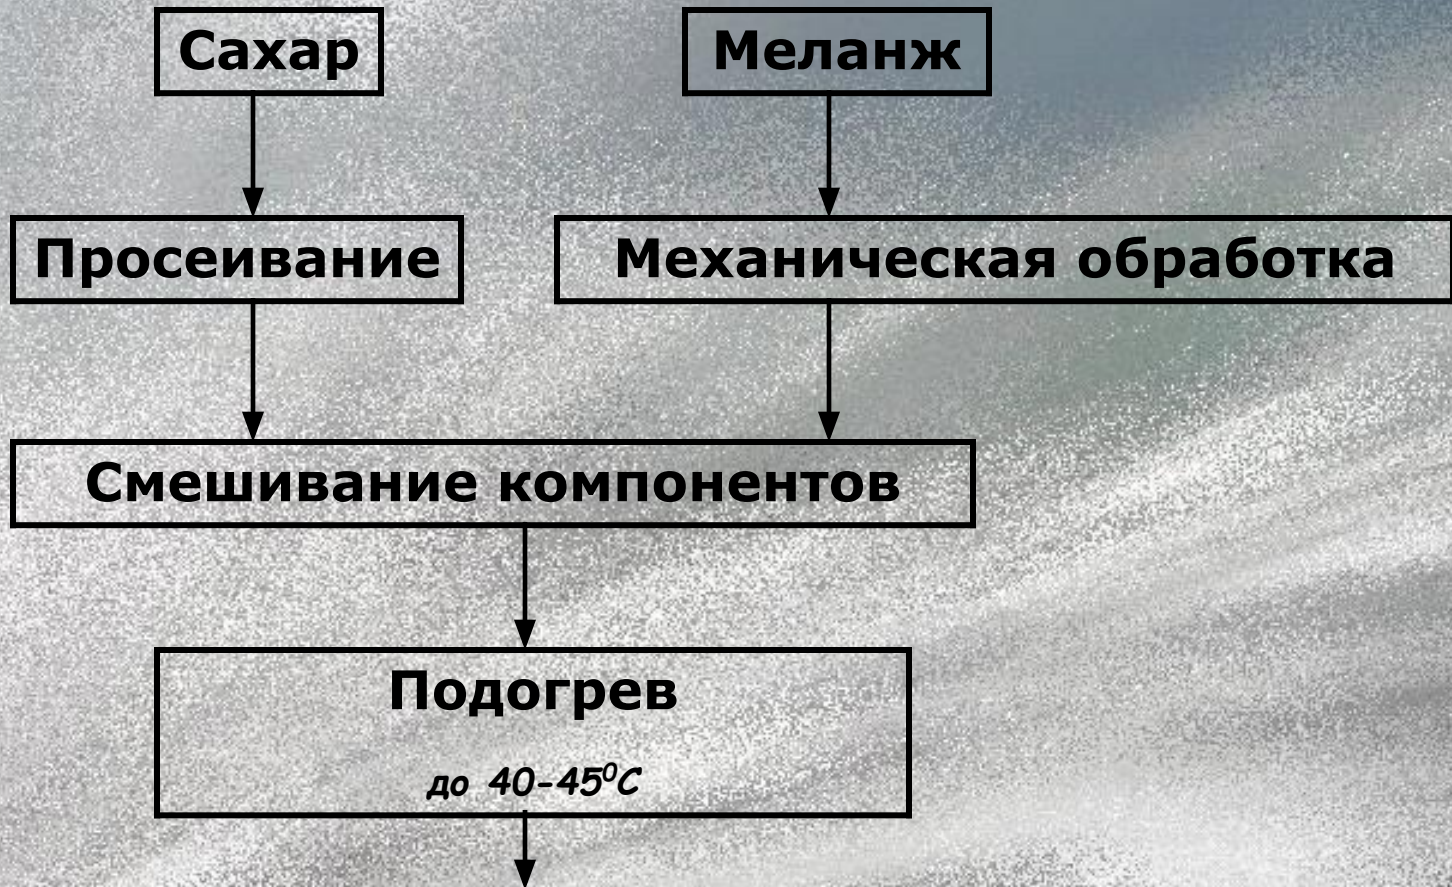 Сахар
Меланж
Просеивание
Механическая обработка
Смешивание компонентов
Подогрев
до 40-45⁰С